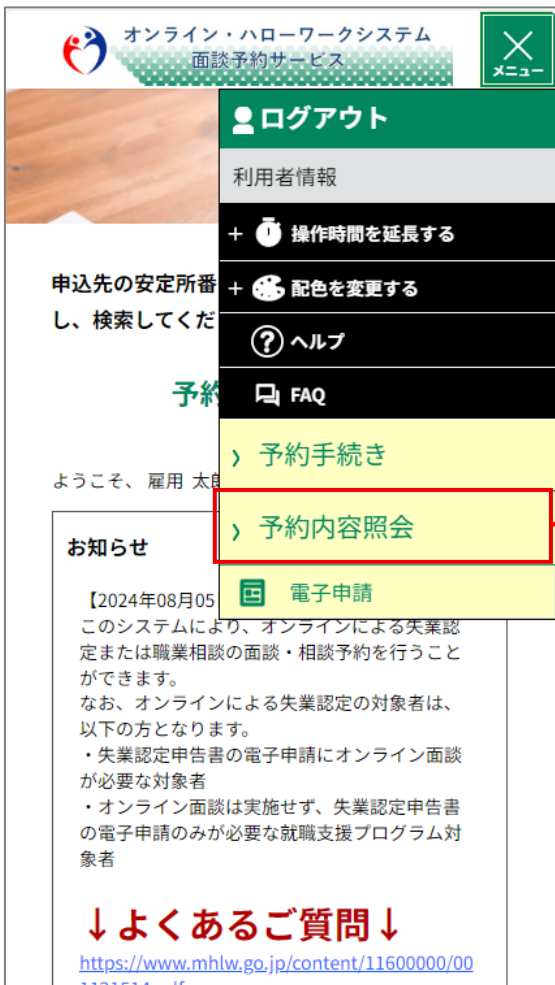 オンライン・ハローワークシステム
面談予約サービス
メニュー
ログアウト
利用者情報
+ 操作時間を延長する
+ 配色を変更する
? ヘルプ
FAQ
› 予約手続き
› 予約内容照会
電子申請
申込先の安定所番
し、検索してくだ
予約
ようこそ、 雇用 太郎
お知らせ
【2024年08月05
このシステムにより、オンラインによる失業認
定または職業相談の面談・相談予約を行うこと
ができます。
なお、オンラインによる失業認定の対象者は、
以下の方となります。
・失業認定申告書の電子申請にオンライン面談
が必要な対象者
・オンライン面談は実施せず、失業認定申告書
の電子申請のみが必要な就職支援プログラム対
象者
↓よくあるご質問↓
https://www.mhlw.go.jp/content/11600000/00